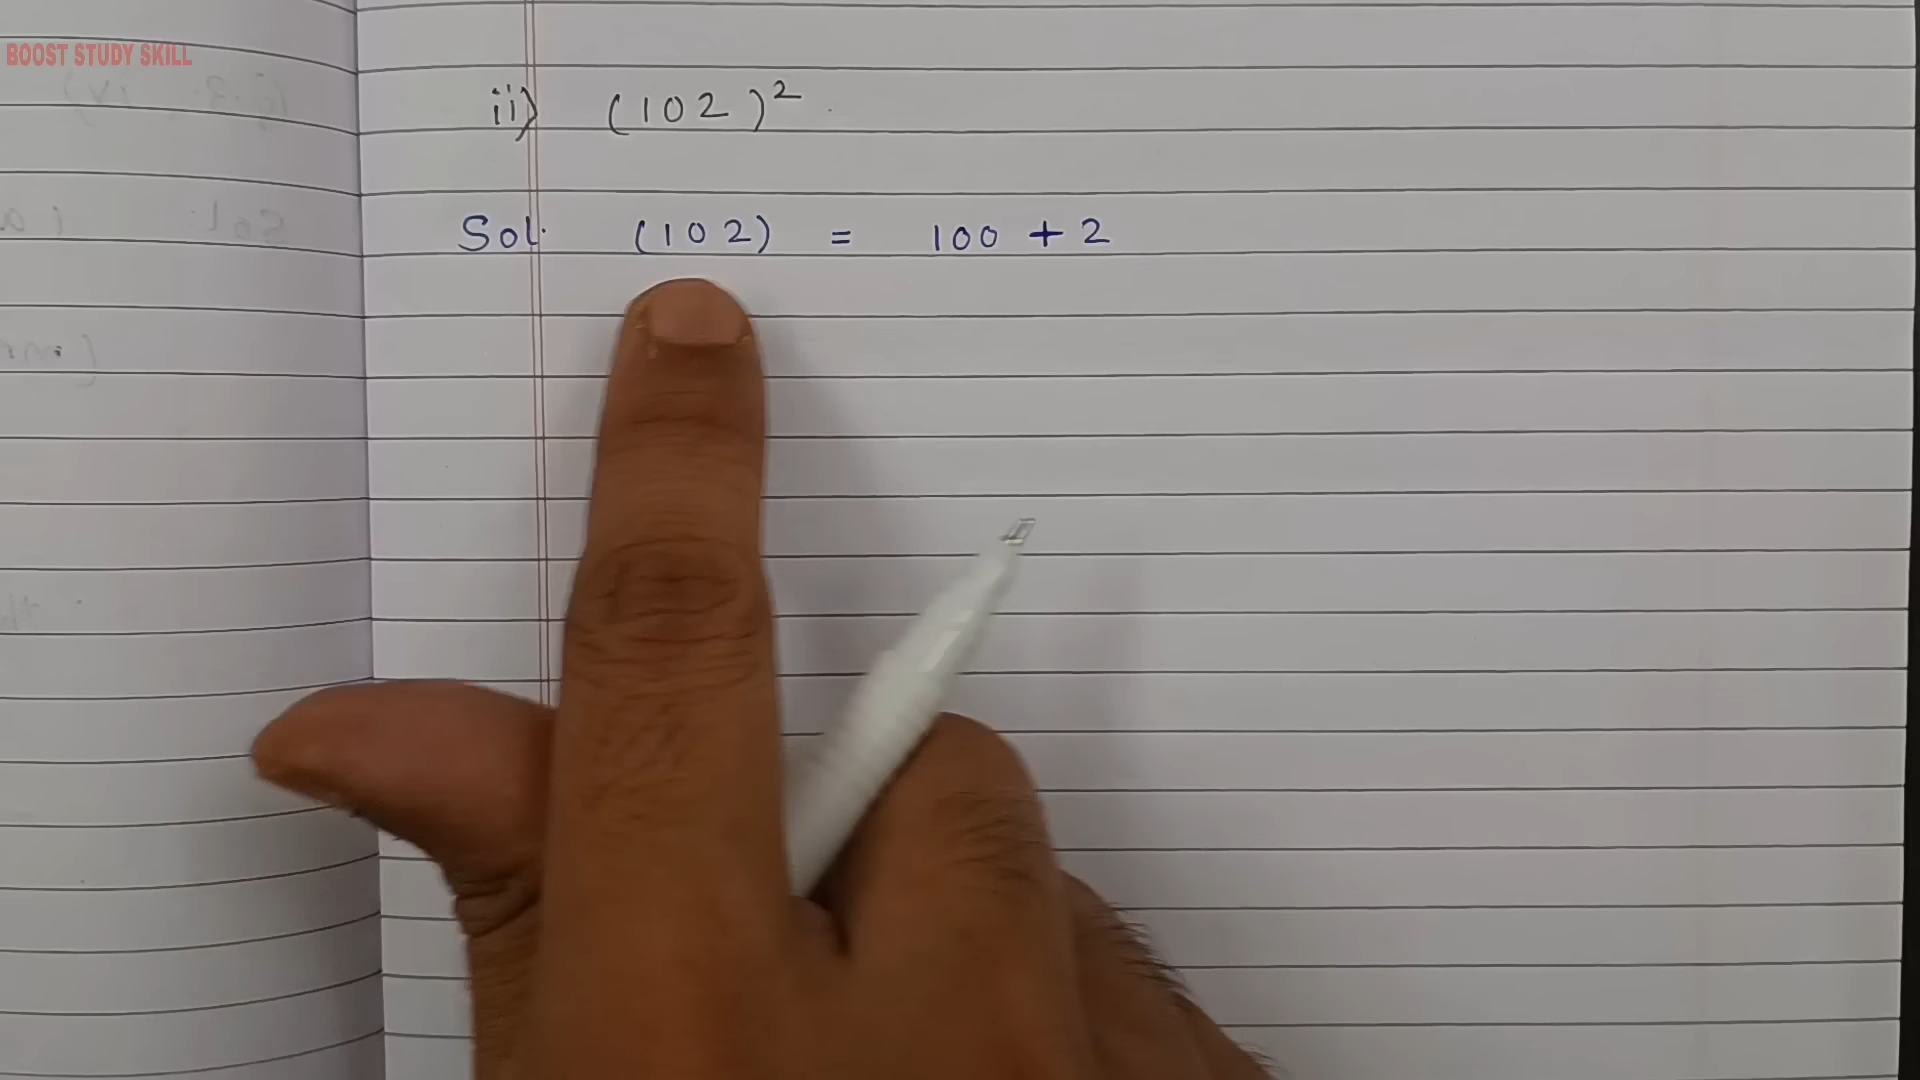 BOOST STUDY SKILL
ii) (102)²
Sol. (102) = 100 + 2